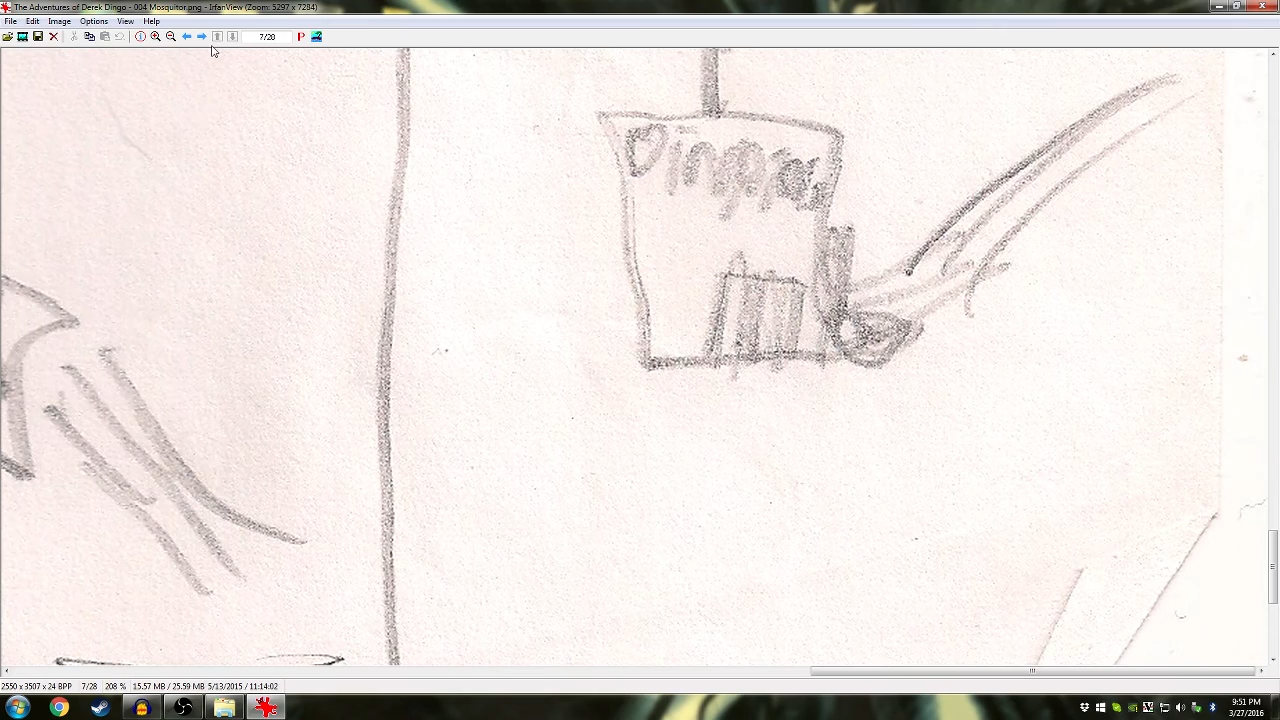 The Adventures of Derek Dingo - 004 Mosquitor.png - IrfanView (Zoom: 5297 x 7284)
File Edit Image Options View Help
7/20
2550 x 3507 x 24 BPP 7/28 208 % 15.57 MB / 25.59 MB 5/13/2015 / 11:14:02
9:51 PM
3/27/2016